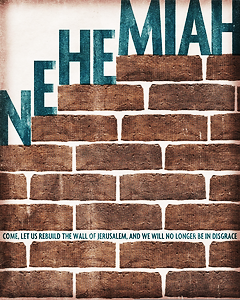 NEHEMIAH
COME, LET US REBUILD THE WALL OF JERUSALEM, AND WE WILL NO LONGER BE IN DISGRACE